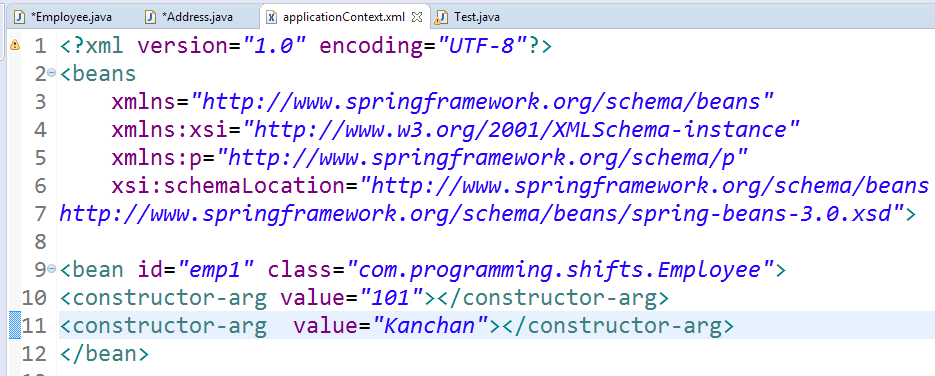 *Employee.java *Address.java applicationContext.xml Test.java
1 <?xml version="1.0" encoding="UTF-8"?>
2 <beans
3 xmlns="http://www.springframework.org/schema/beans"
4 xmlns:xsi="http://www.w3.org/2001/XMLSchema-instance"
5 xmlns:p="http://www.springframework.org/schema/p"
6 xsi:schemaLocation="http://www.springframework.org/schema/beans
7 http://www.springframework.org/schema/beans/spring-beans-3.0.xsd">
8
9 <bean id="emp1" class="com.programming.shifts.Employee">
10 <constructor-arg value="101"></constructor-arg>
11 <constructor-arg  value="Kanchan"></constructor-arg>
12 </bean>